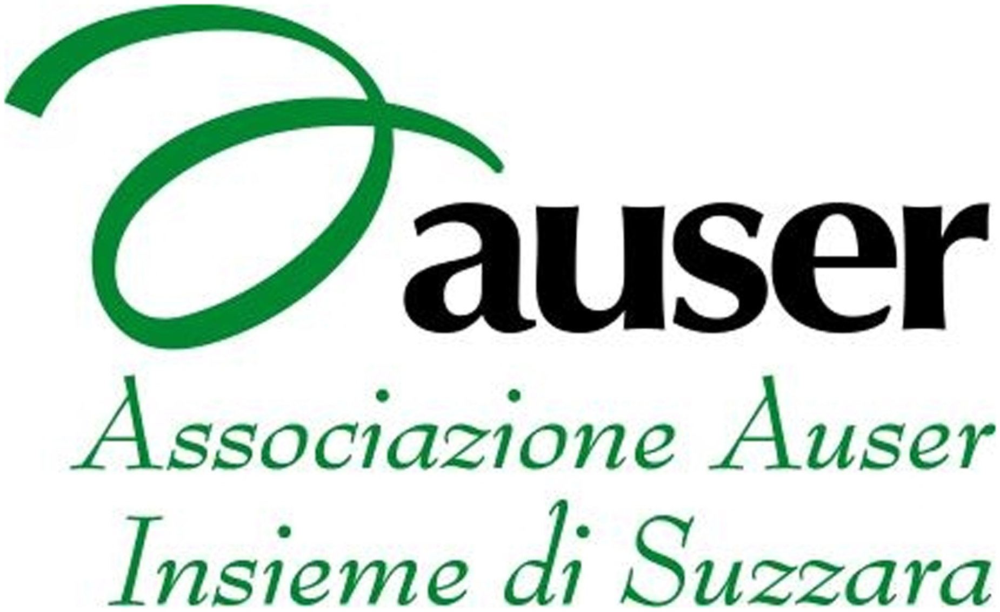 auser
Associazione Auser
Insieme di Suzzara